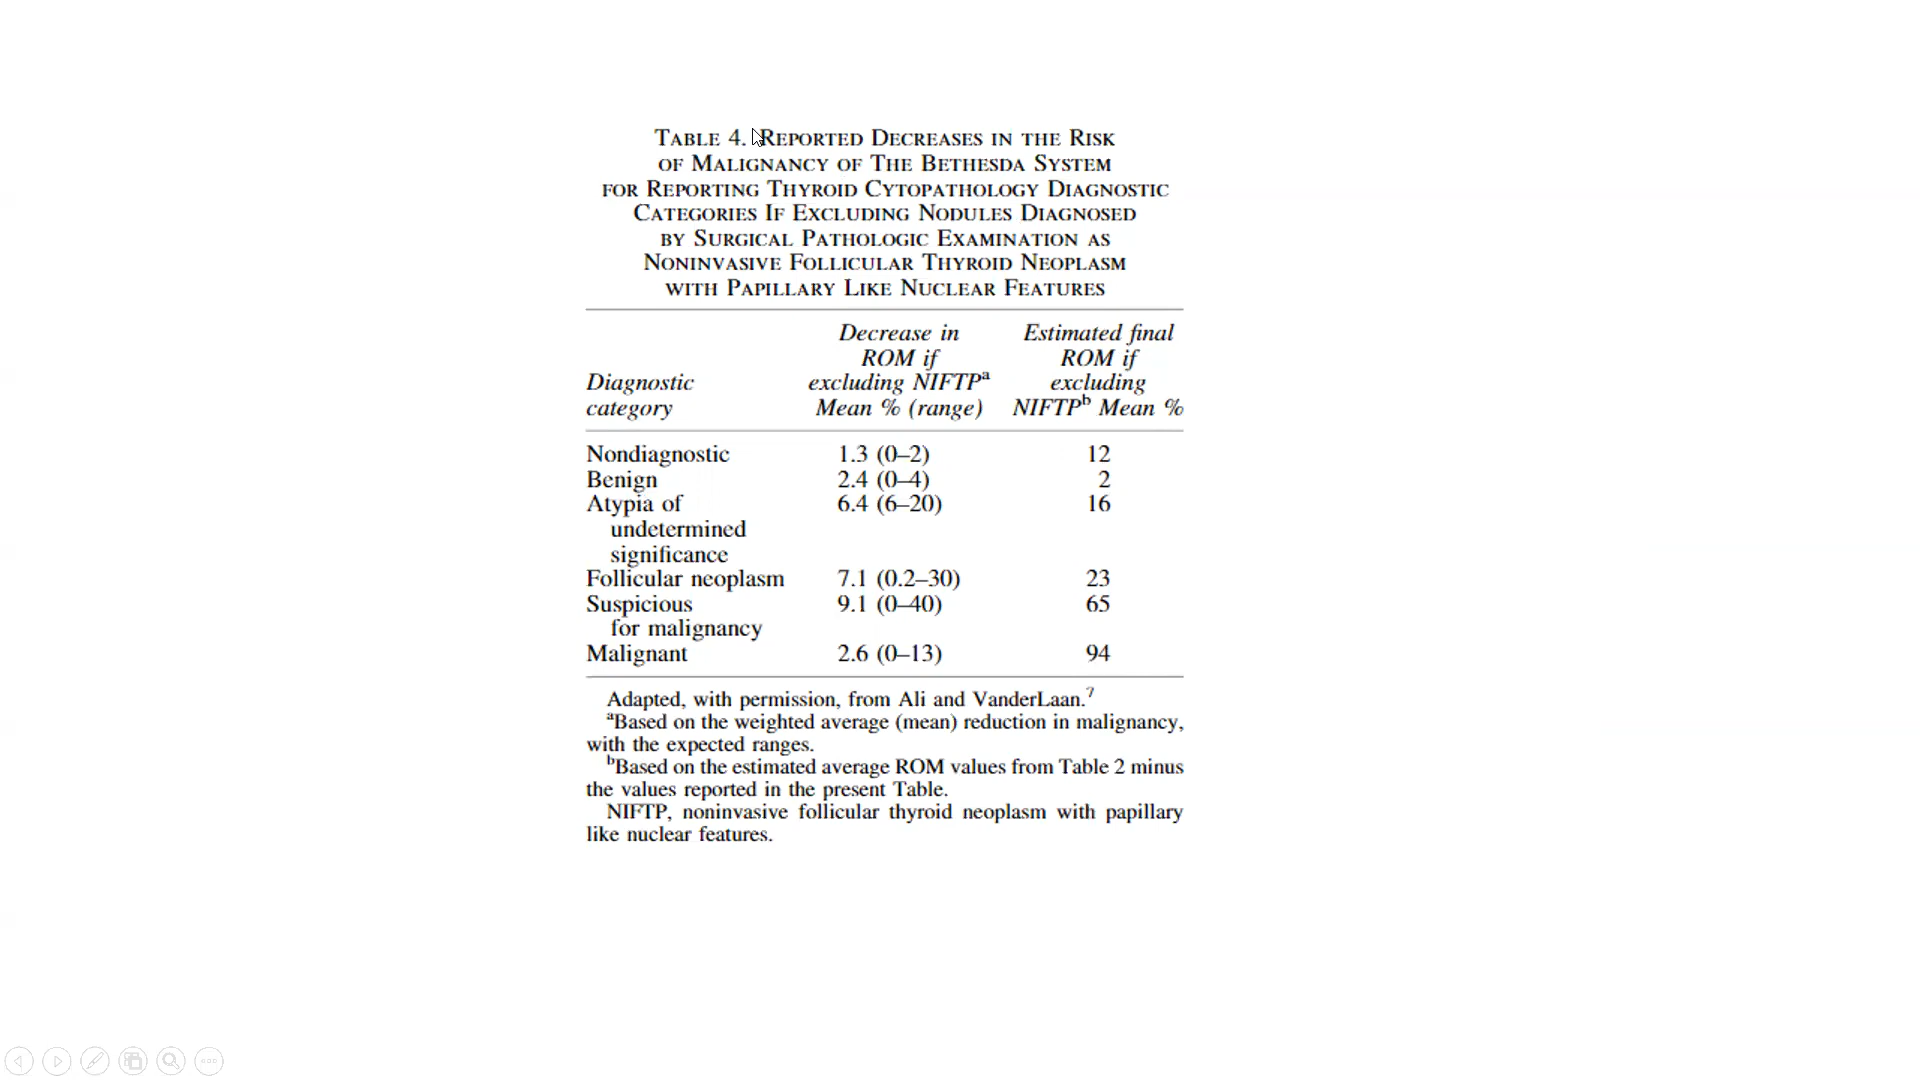 TABLE 4. REPORTED DECREASES IN THE RISK
OF MALIGNANCY OF THE BETHESDA SYSTEM
FOR REPORTING THYROID CYTOPATHOLOGY DIAGNOSTIC
CATEGORIES IF EXCLUDING NODULES DIAGNOSED
BY SURGICAL PATHOLOGIC EXAMINATION AS
NONINVASIVE FOLLICULAR THYROID NEOPLASM
WITH PAPILLARY LIKE NUCLEAR FEATURES
Diagnostic category
Decrease in
ROM if
excluding NIFTPa
Mean % (range)
Estimated final
ROM if
excluding
NIFTPb Mean %
Nondiagnostic 1.3 (0–2) 12
Benign 2.4 (0–4) 2
Atypia of 6.4 (6–20) 16
undetermined
significance
Follicular neoplasm 7.1 (0.2–30) 23
Suspicious 9.1 (0–40) 65
for malignancy
Malignant 2.6 (0–13) 94
Adapted, with permission, from Ali and VanderLaan.7
aBased on the weighted average (mean) reduction in malignancy,
with the expected ranges.
bBased on the estimated average ROM values from Table 2 minus
the values reported in the present Table.
NIFTP, noninvasive follicular thyroid neoplasm with papillary
like nuclear features.